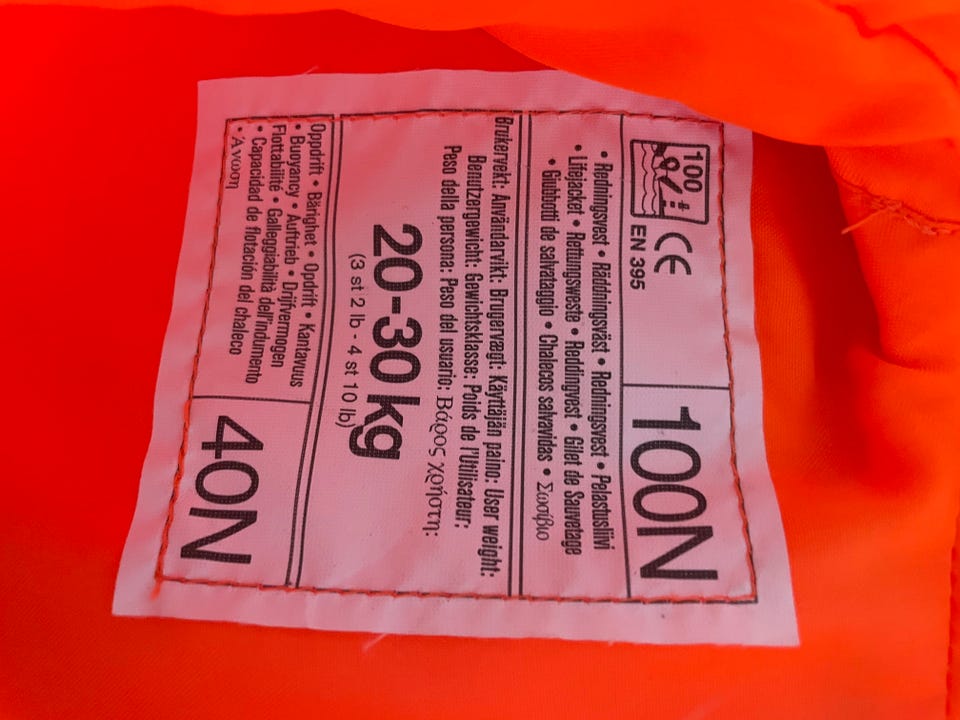 100
CE
EN 395
100N
• Redningsvest • Räddningsväst • Redningsvest • Pelastusliivi
• Lifejacket • Rettungsweste • Reddingvest • Gilet de Sauvetage
• Giubbotti de salvataggio • Chalecos salvavidas • Σωσίβιο
Brukervekt: Användarvikt: Brugervægt: Käyttäjän paino: User weight:
Benutzergewicht: Gewichtsklasse: Poids de l'Utilisateur:
Peso della persona: Peso del usuario: Βάρος χρήστη:
20-30kg
(3 st 2 lb - 4 st 10 lb)
Oppdrift • Bärighet • Opdrift • Kantavuus
• Buoyancy • Auftrieb • Drijfvermogen
Flottabilité • Galleggiabilità dell'indumento
• Capacidad de flotación del chaleco
• Άνωση
40N